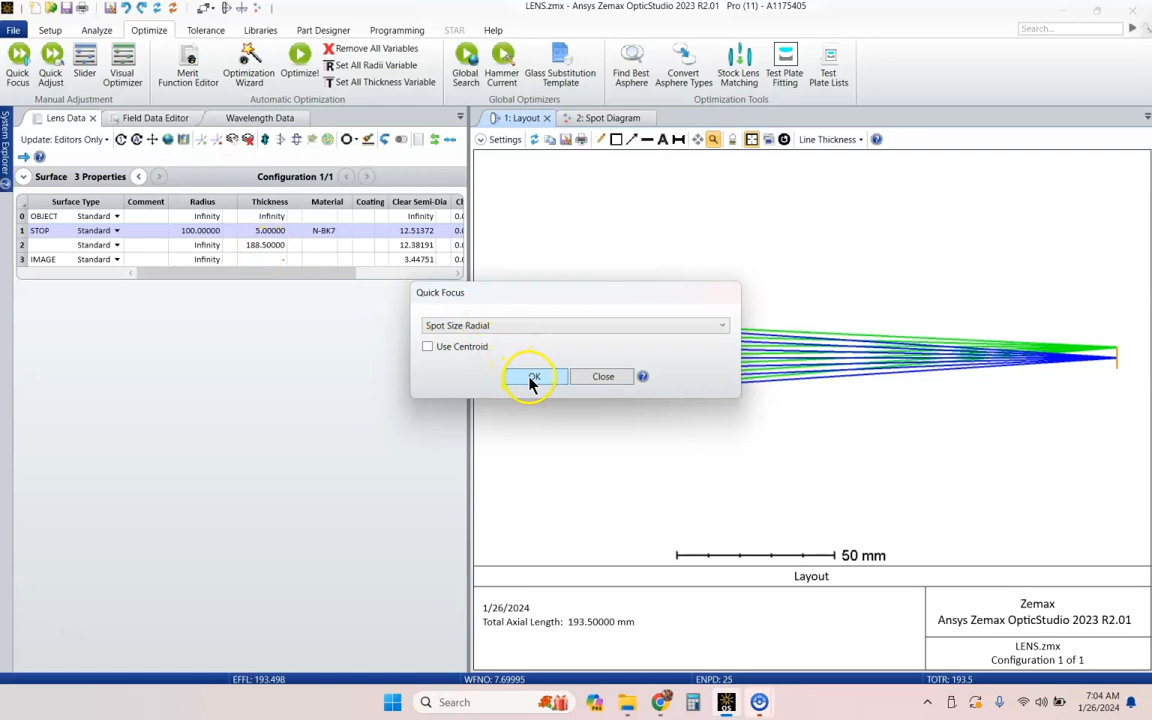 LENS.zmx - Ansys Zemax OpticStudio 2023 R2.01   Pro (11) - A1175405
File Setup Analyze Optimize Tolerance Libraries Part Designer Programming STAR Help Search...
Quick Focus Quick Adjust Slider Visual Optimizer
Manual Adjustment
Merit Function Editor Optimization Wizard Optimize!
Remove All Variables
Set All Radii Variable
Set All Thickness Variable
Automatic Optimization
Global Search Hammer Current Glass Substitution Template
Global Optimizers
Find Best Asphere Convert Asphere Types Stock Lens Matching Test Plate Fitting Test Plate Lists
Optimization Tools
System Explorer
Lens Data Field Data Editor Wavelength Data
Update: Editors Only
Surface 3 Properties Configuration 1/1
Surface Type Comment Radius Thickness Material Coating Clear Semi-Dia
0 OBJECT Standard Infinity Infinity Infinity 0.
1 STOP Standard 100.00000 5.00000 N-BK7 12.51372 0.
2 Standard Infinity 188.50000 12.38191 0.
3 IMAGE Standard Infinity - 3.44751 0.
1: Layout 2: Spot Diagram
Settings Line Thickness
Quick Focus
Spot Size Radial
Use Centroid
OK Close
50 mm
Layout
1/26/2024
Total Axial Length: 193.50000 mm
Zemax
Ansys Zemax OpticStudio 2023 R2.01
LENS.zmx
Configuration 1 of 1
EFFL: 193.498 WFNO: 7.69995 ENPD: 25 TOTR: 193.5
Search
7:04 AM
1/26/2024